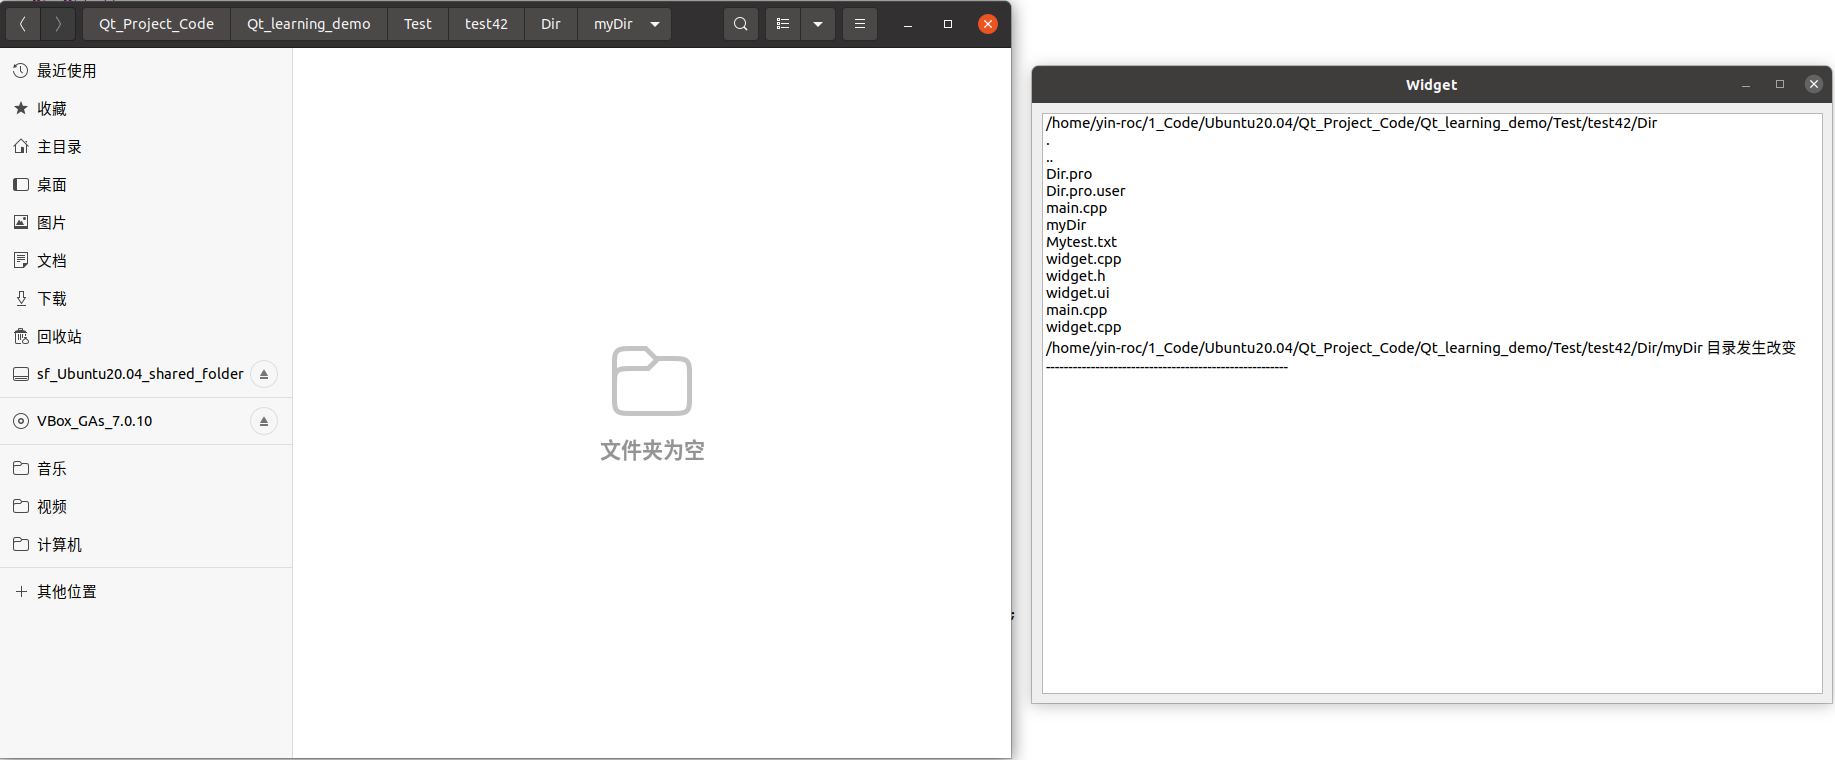 Qt_Project_Code Qt_learning_demo Test test42 Dir myDir
最近使用
收藏
主目录
桌面
图片
文档
下载
回收站
sf_Ubuntu20.04_shared_folder
VBox_GAs_7.0.10
音乐
视频
计算机
其他位置
文件夹为空
;
Widget
/home/yin-roc/1_Code/Ubuntu20.04/Qt_Project_Code/Qt_learning_demo/Test/test42/Dir
.
..
Dir.pro
Dir.pro.user
main.cpp
myDir
Mytest.txt
widget.cpp
widget.h
widget.ui
main.cpp
widget.cpp
/home/yin-roc/1_Code/Ubuntu20.04/Qt_Project_Code/Qt_learning_demo/Test/test42/Dir/myDir 目录发生改变
------------------------------------------------------